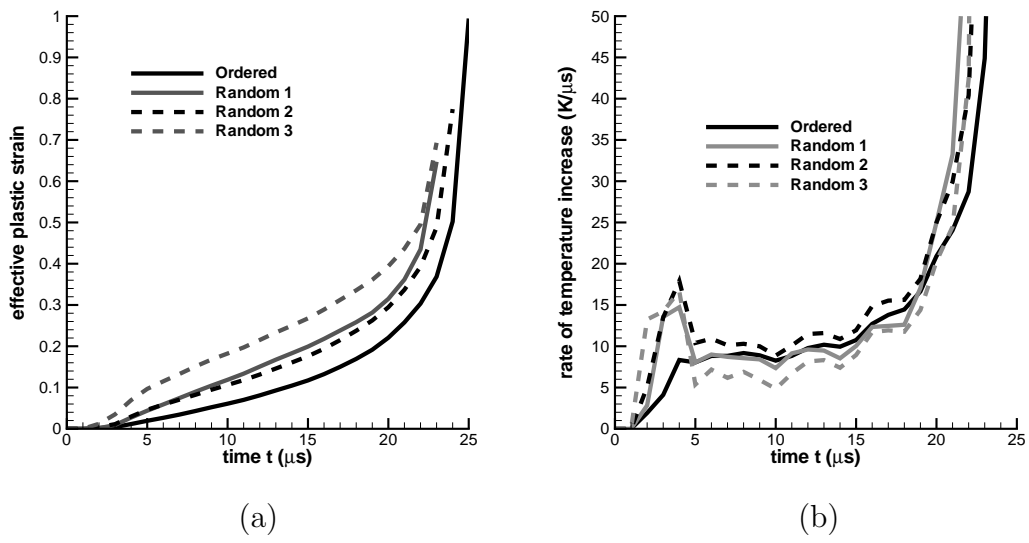 1
0.9
0.8
0.7
0.6
0.5
0.4
0.3
0.2
0.1
0
effective plastic strain
Ordered
Random 1
Random 2
Random 3
0 5 10 15 20 25
time t (μs)
(a)
50
45
40
35
30
25
20
15
10
5
0
rate of temperature increase (K/μs)
Ordered
Random 1
Random 2
Random 3
0 5 10 15 20 25
time t (μs)
(b)